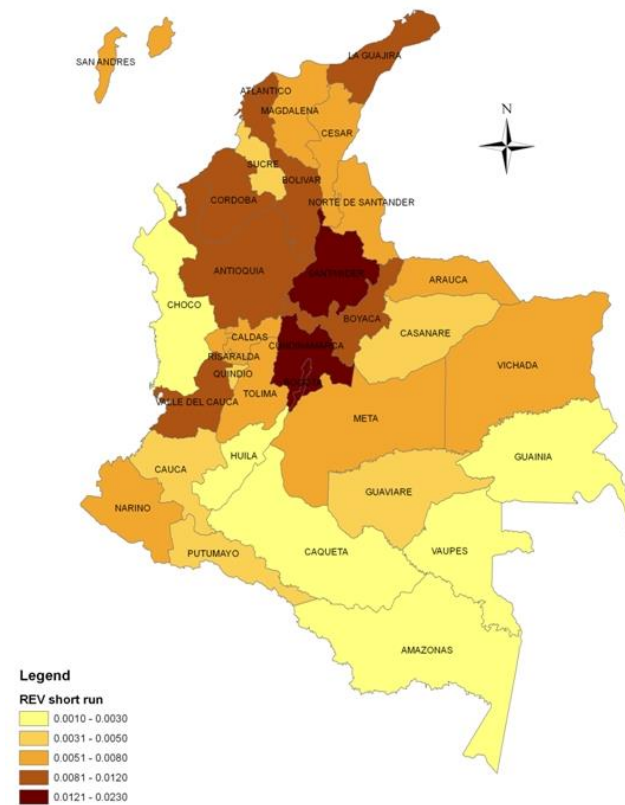 LA GUAJIRA
SAN ANDRES
ATLANTICO
MAGDALENA
N
CESAR
SUCRE
BOLIVAR
CORDOBA
NORTE DE SANTANDER
SANTANDER
ANTIOQUIA
ARAUCA
CHOCO
BOYACA
CASANARE
CALDAS
CUNDINAMARCA
RISARALDA
VICHADA
QUINDIO
BOGOTA
TOLIMA
VALLE DEL CAUCA
META
HUILA
GUAINIA
CAUCA
GUAVIARE
NARINO
PUTUMAYO
CAQUETA
VAUPES
AMAZONAS
Legend
REV short run
0.0010 - 0.0030
0.0031 - 0.0050
0.0051 - 0.0080
0.0081 - 0.0120
0.0121 - 0.0230